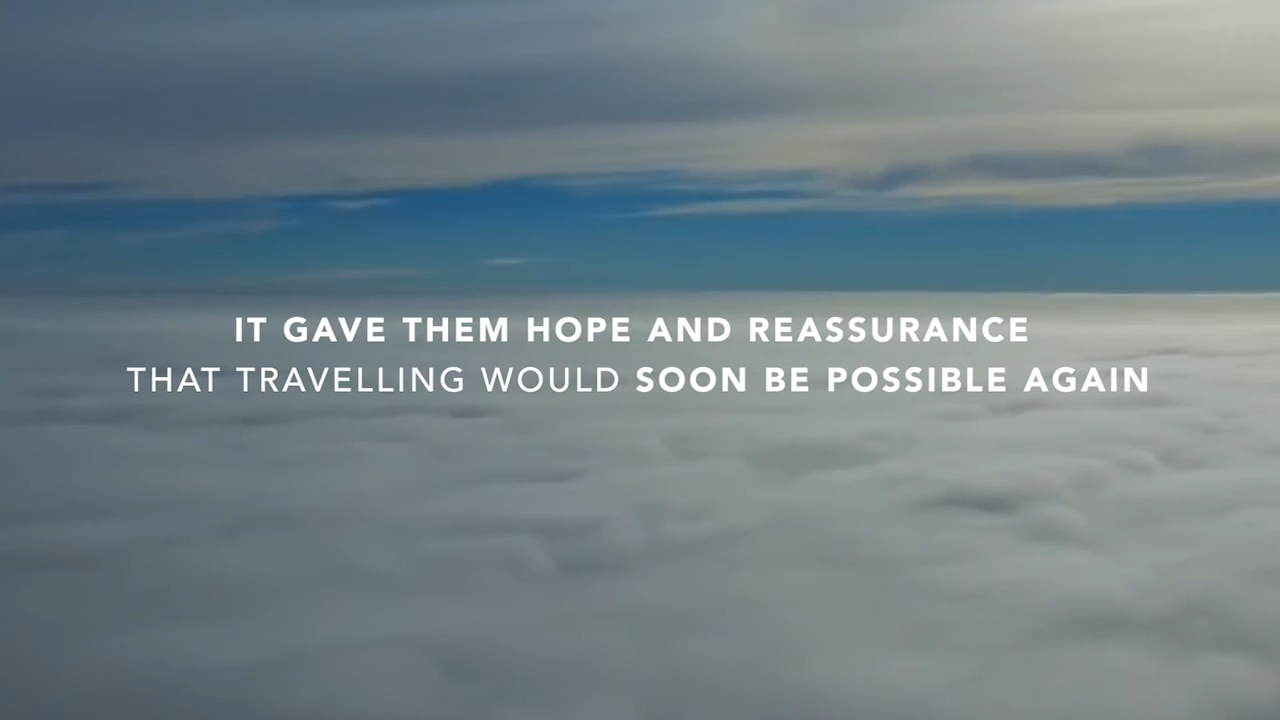 IT GAVE THEM HOPE AND REASSURANCE
THAT TRAVELLING WOULD SOON BE POSSIBLE AGAIN